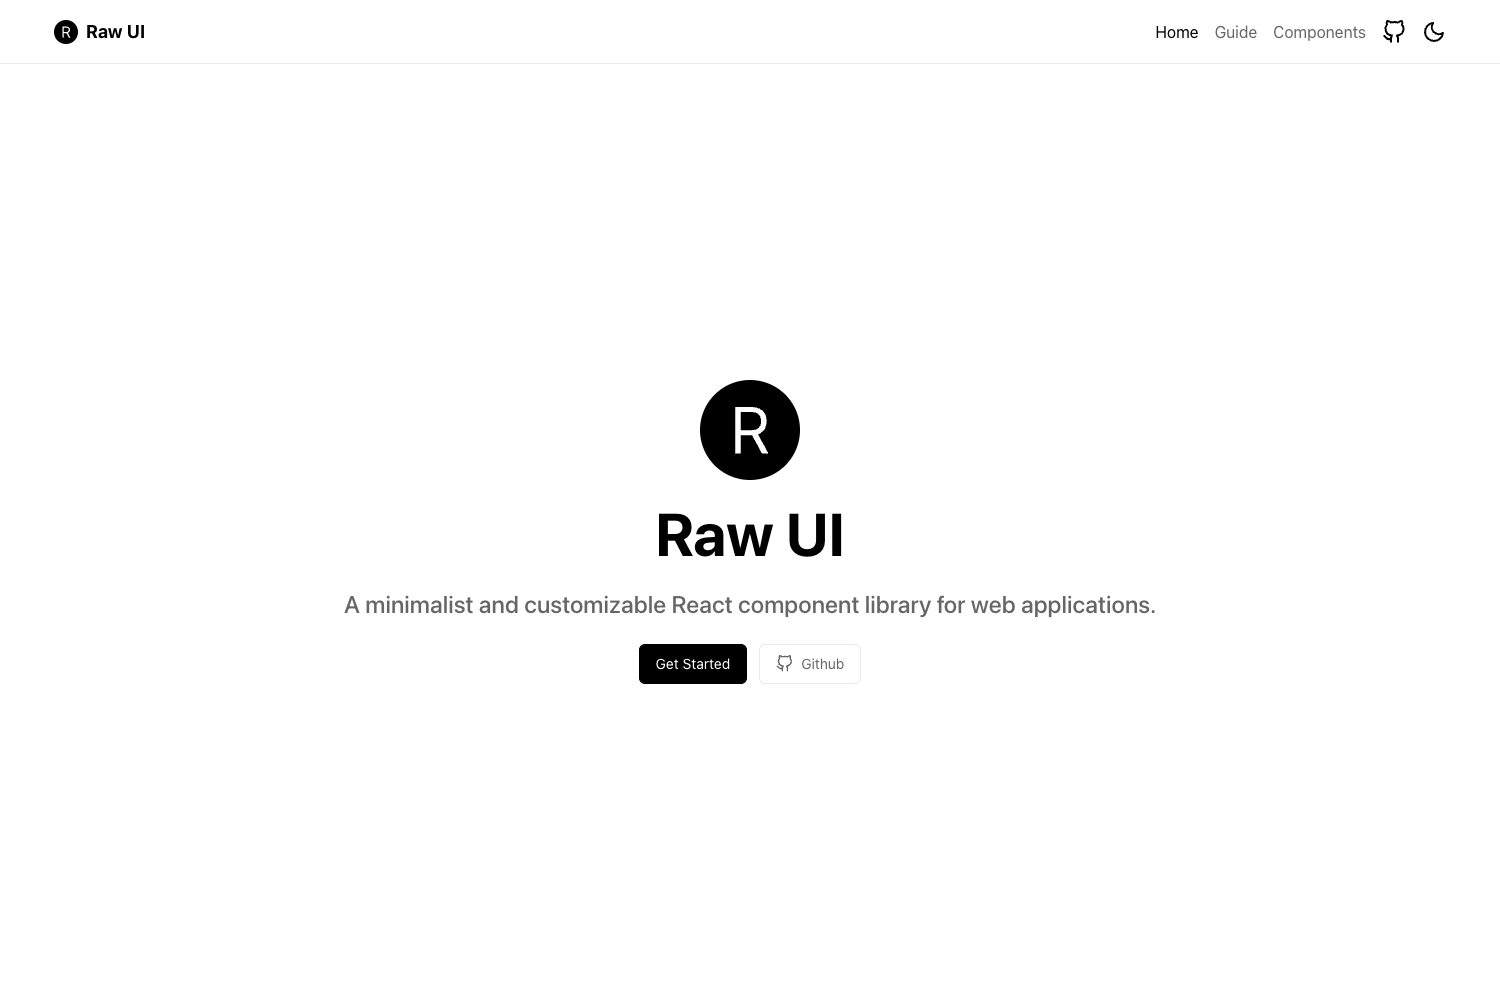 R Raw UI
Home Guide Components
R
Raw UI
A minimalist and customizable React component library for web applications.
Get Started Github